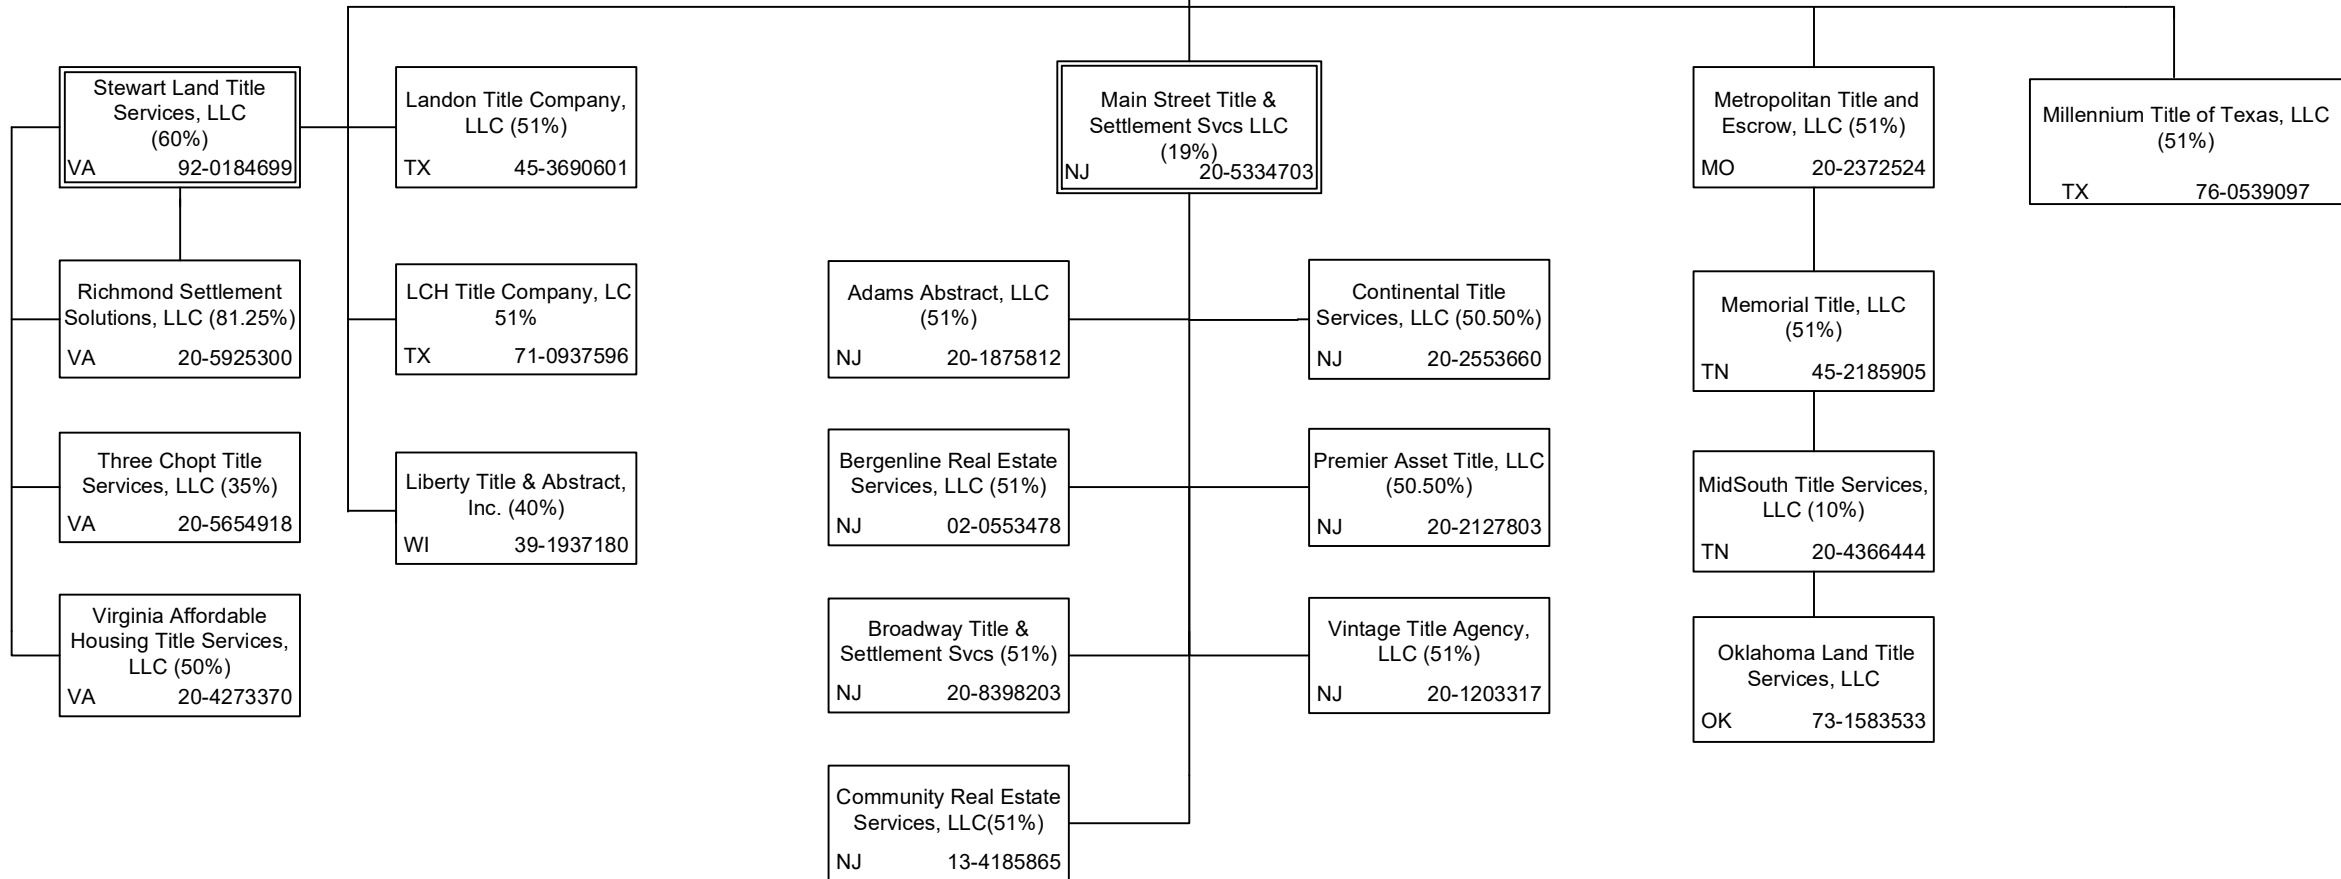 Stewart Land Title
Services, LLC
(60%)
VA 92-0184699
Landon Title Company,
LLC (51%)
TX 45-3690601
Main Street Title &
Settlement Svcs LLC
(19%)
NJ 20-5334703
Metropolitan Title and
Escrow, LLC (51%)
MO 20-2372524
Millennium Title of Texas, LLC
(51%)
TX 76-0539097
Richmond Settlement
Solutions, LLC (81.25%)
VA 20-5925300
LCH Title Company, LC
51%
TX 71-0937596
Adams Abstract, LLC
(51%)
NJ 20-1875812
Continental Title
Services, LLC (50.50%)
NJ 20-2553660
Memorial Title, LLC
(51%)
TN 45-2185905
Three Chopt Title
Services, LLC (35%)
VA 20-5654918
Liberty Title & Abstract,
Inc. (40%)
WI 39-1937180
Bergenline Real Estate
Services, LLC (51%)
NJ 02-0553478
Premier Asset Title, LLC
(50.50%)
NJ 20-2127803
MidSouth Title Services,
LLC (10%)
TN 20-4366444
Virginia Affordable
Housing Title Services,
LLC (50%)
VA 20-4273370
Broadway Title &
Settlement Svcs (51%)
NJ 20-8398203
Vintage Title Agency,
LLC (51%)
NJ 20-1203317
Oklahoma Land Title
Services, LLC
OK 73-1583533
Community Real Estate
Services, LLC(51%)
NJ 13-4185865